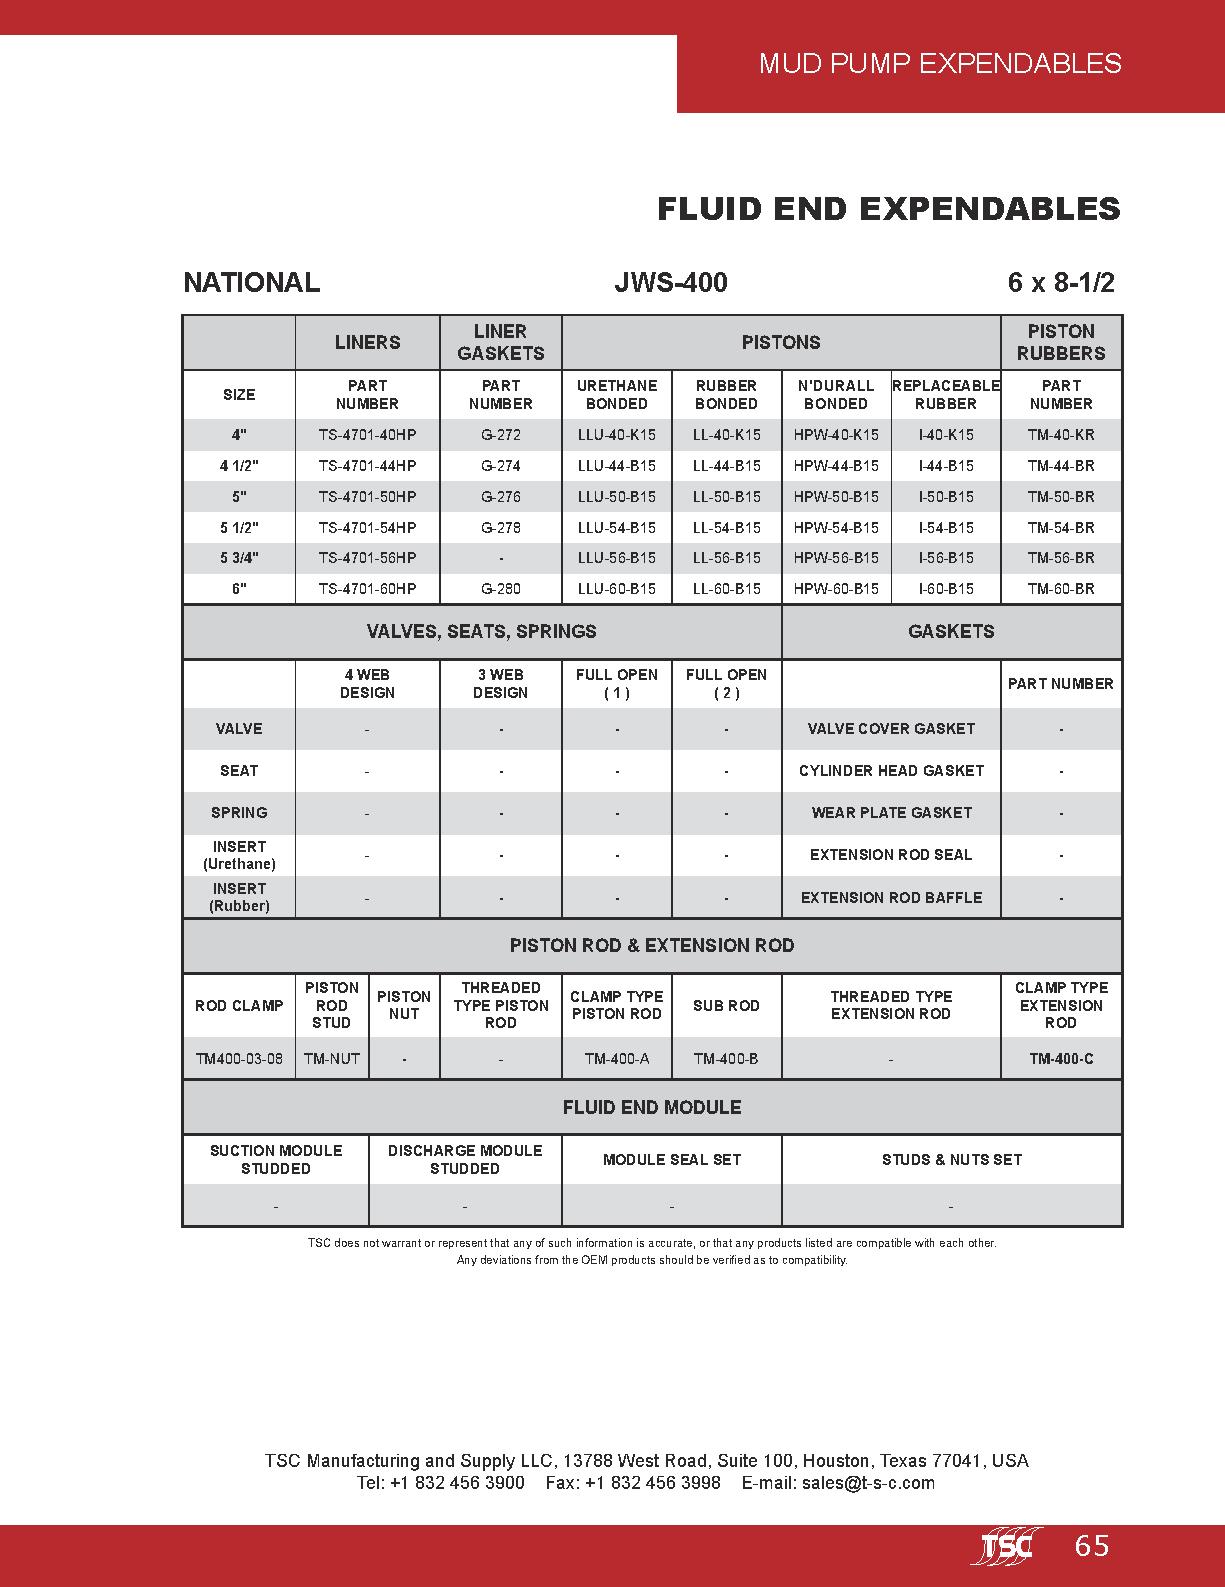 MUD PUMP EXPENDABLES
FLUID END EXPENDABLES
NATIONAL JWS-400 6 x 8-1/2
LINERS LINER GASKETS PISTONS PISTON RUBBERS
SIZE PART NUMBER PART NUMBER URETHANE BONDED RUBBER BONDED N'DURALL BONDED REPLACEABLE RUBBER PART NUMBER
4" TS-4701-40HP G-272 LLU-40-K15 LL-40-K15 HPW-40-K15 I-40-K15 TM-40-KR
4 1/2" TS-4701-44HP G-274 LLU-44-B15 LL-44-B15 HPW-44-B15 I-44-B15 TM-44-BR
5" TS-4701-50HP G-276 LLU-50-B15 LL-50-B15 HPW-50-B15 I-50-B15 TM-50-BR
5 1/2" TS-4701-54HP G-278 LLU-54-B15 LL-54-B15 HPW-54-B15 I-54-B15 TM-54-BR
5 3/4" TS-4701-56HP - LLU-56-B15 LL-56-B15 HPW-56-B15 I-56-B15 TM-56-BR
6" TS-4701-60HP G-280 LLU-60-B15 LL-60-B15 HPW-60-B15 I-60-B15 TM-60-BR
VALVES, SEATS, SPRINGS GASKETS
4 WEB DESIGN 3 WEB DESIGN FULL OPEN ( 1 ) FULL OPEN ( 2 ) PART NUMBER
VALVE - - - - VALVE COVER GASKET -
SEAT - - - - CYLINDER HEAD GASKET -
SPRING - - - - WEAR PLATE GASKET -
INSERT (Urethane) - - - - EXTENSION ROD SEAL -
INSERT (Rubber) - - - - EXTENSION ROD BAFFLE -
PISTON ROD & EXTENSION ROD
ROD CLAMP PISTON ROD STUD PISTON NUT THREADED TYPE PISTON ROD CLAMP TYPE PISTON ROD SUB ROD THREADED TYPE EXTENSION ROD CLAMP TYPE EXTENSION ROD
TM400-03-08 TM-NUT - - TM-400-A TM-400-B - TM-400-C
FLUID END MODULE
SUCTION MODULE STUDDED DISCHARGE MODULE STUDDED MODULE SEAL SET STUDS & NUTS SET
- - - -
TSC does not warrant or represent that any of such information is accurate, or that any products listed are compatible with each other.
Any deviations from the OEM products should be verified as to compatibility.
TSC Manufacturing and Supply LLC, 13788 West Road, Suite 100, Houston, Texas 77041, USA
Tel: +1 832 456 3900 Fax: +1 832 456 3998 E-mail: sales@t-s-c.com
TSC 65